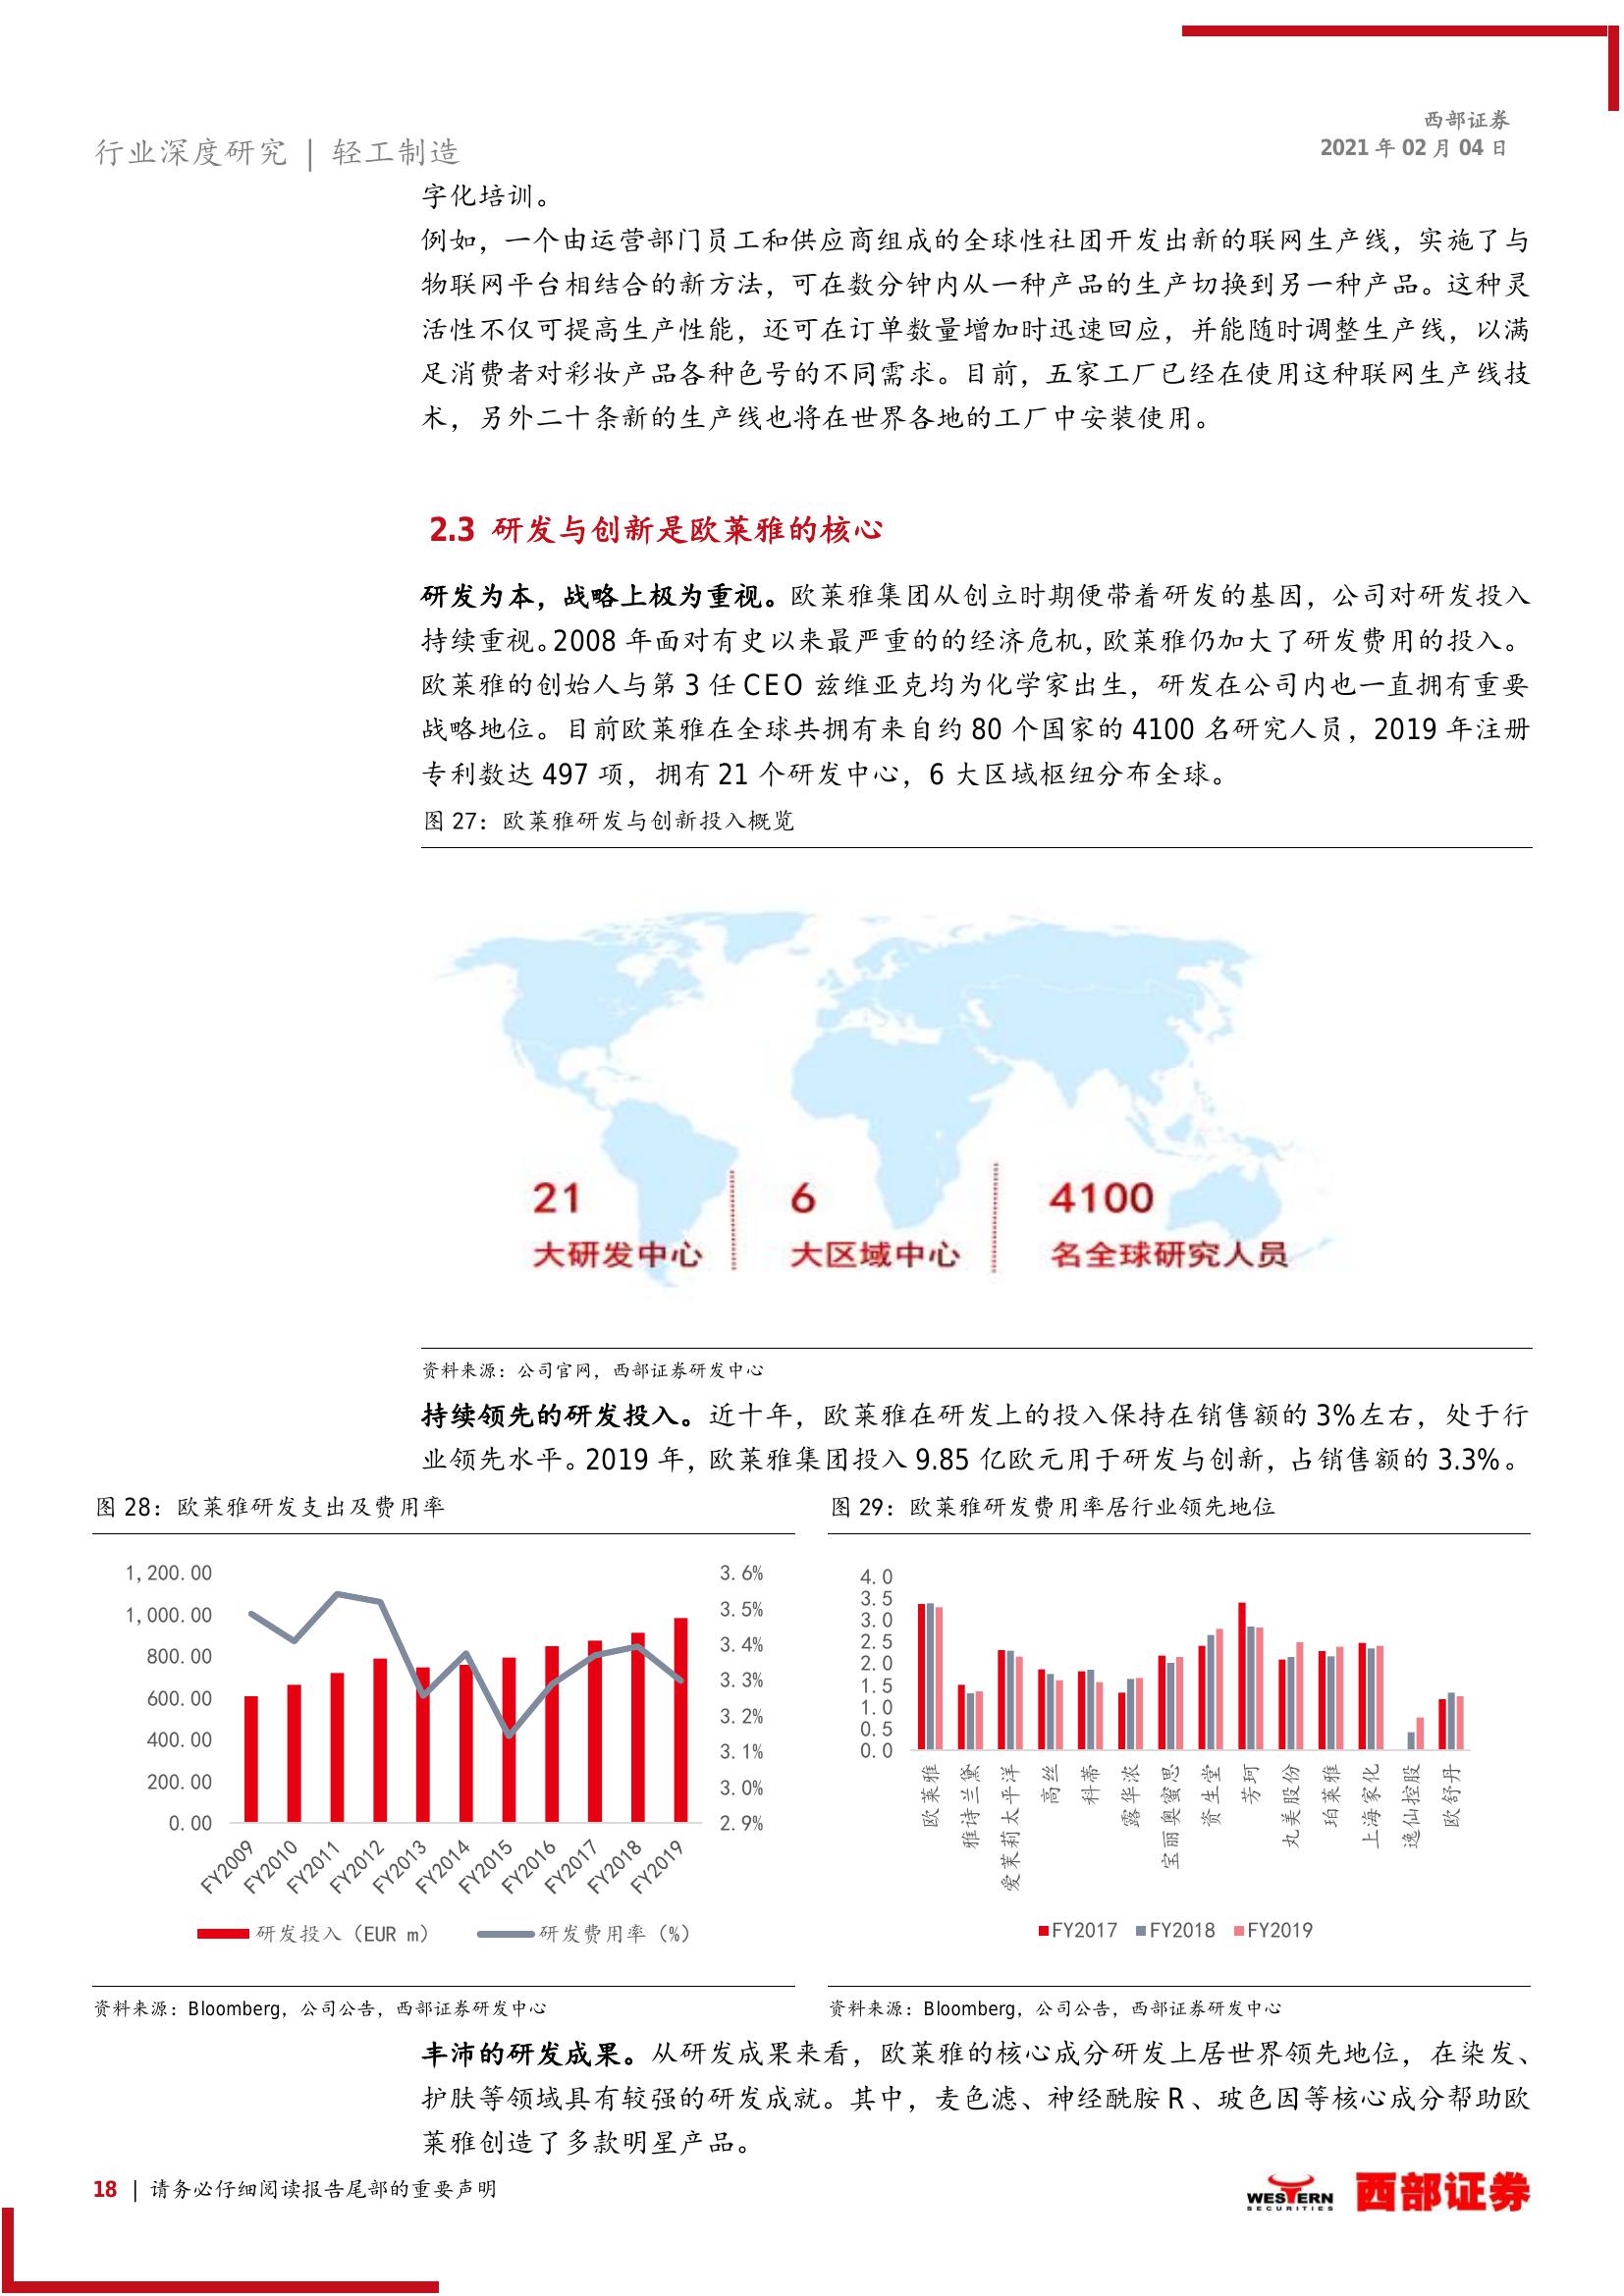 西部证券
行业深度研究 | 轻工制造
2021 年 02 月 04 日
字化培训。
例如，一个由运营部门员工和供应商组成的全球性社团开发出新的联网生产线，实施了与
物联网平台相结合的新方法，可在数分钟内从一种产品的生产切换到另一种产品。这种灵
活性不仅可提高生产性能，还可在订单数量增加时迅速回应，并能随时调整生产线，以满
足消费者对彩妆产品各种色号的不同需求。目前，五家工厂已经在使用这种联网生产线技
术，另外二十条新的生产线也将在世界各地的工厂中安装使用。
2.3 研发与创新是欧莱雅的核心
研发为本，战略上极为重视。欧莱雅集团从创立时期便带着研发的基因，公司对研发投入
持续重视。2008 年面对有史以来最严重的的经济危机，欧莱雅仍加大了研发费用的投入。
欧莱雅的创始人与第 3 任 CEO 兹维亚克均为化学家出生，研发在公司内也一直拥有重要
战略地位。目前欧莱雅在全球共拥有来自约 80 个国家的 4100 名研究人员，2019 年注册
专利数达 497 项，拥有 21 个研发中心，6 大区域枢纽分布全球。
图 27：欧莱雅研发与创新投入概览
21
大研发中心
6
大区域中心
4100
名全球研究人员
资料来源：公司官网，西部证券研发中心
持续领先的研发投入。近十年，欧莱雅在研发上的投入保持在销售额的 3%左右，处于行
业领先水平。2019 年，欧莱雅集团投入 9.85 亿欧元用于研发与创新，占销售额的 3.3%。
图 28：欧莱雅研发支出及费用率
1,200.00
1,000.00
800.00
600.00
400.00
200.00
0.00
3.6%
3.5%
3.4%
3.3%
3.2%
3.1%
3.0%
2.9%
FY2009
FY2010
FY2011
FY2012
FY2013
FY2014
FY2015
FY2016
FY2017
FY2018
FY2019
研发投入（EUR m）
研发费用率（%）
资料来源：Bloomberg，公司公告，西部证券研发中心
图 29：欧莱雅研发费用率居行业领先地位
4.0
3.5
3.0
2.5
2.0
1.5
1.0
0.5
0.0
欧莱雅
雅诗兰黛
爱茉莉太平洋
高丝
科蒂
露华浓
宝丽奥蜜思
资生堂
芳珂
丸美股份
珀莱雅
上海家化
逸仙控股
欧舒丹
FY2017
FY2018
FY2019
资料来源：Bloomberg，公司公告，西部证券研发中心
丰沛的研发成果。从研发成果来看，欧莱雅的核心成分研发上居世界领先地位，在染发、
护肤等领域具有较强的研发成就。其中，麦色滤、神经酰胺 R、玻色因等核心成分帮助欧
莱雅创造了多款明星产品。
18 | 请务必仔细阅读报告尾部的重要声明
WESTERN
SECURITIES
西部证券